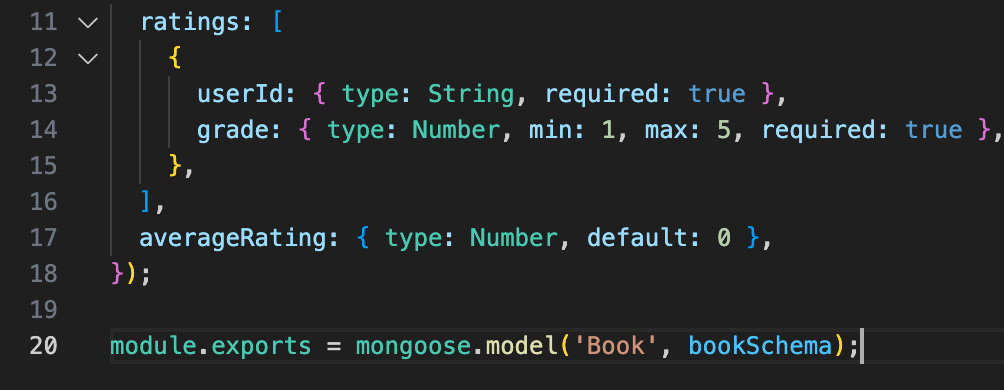 11 ratings: [
12 {
13 userId: { type: String, required: true },
14 grade: { type: Number, min: 1, max: 5, required: true },
15 },
16 ],
17 averageRating: { type: Number, default: 0 },
18 });
19
20 module.exports = mongoose.model('Book', bookSchema);